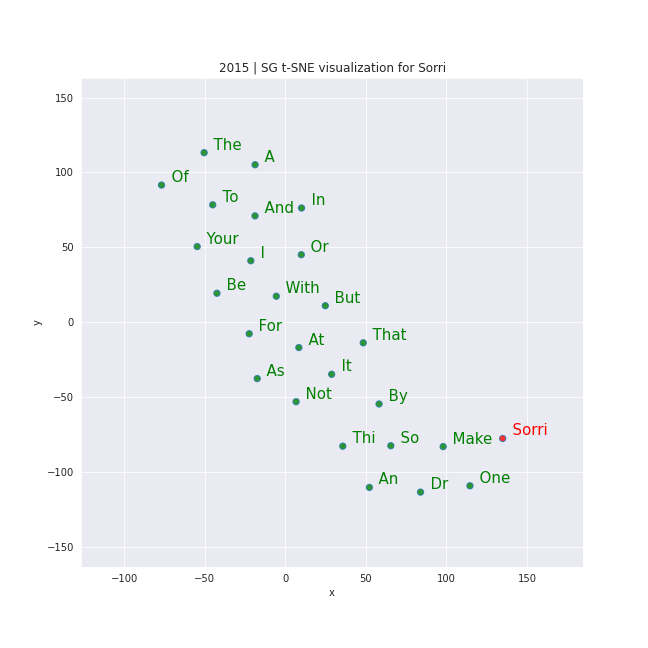 2015 | SG t-SNE visualization for Sorri
150
100
50
0
−50
−100
−150
y
The
A
Of
To
And
In
Your
I
Or
Be
With
But
For
At
That
As
It
Not
By
Thi
So
Make
Sorri
An
Dr
One
−100
−50
0
50
100
150
x